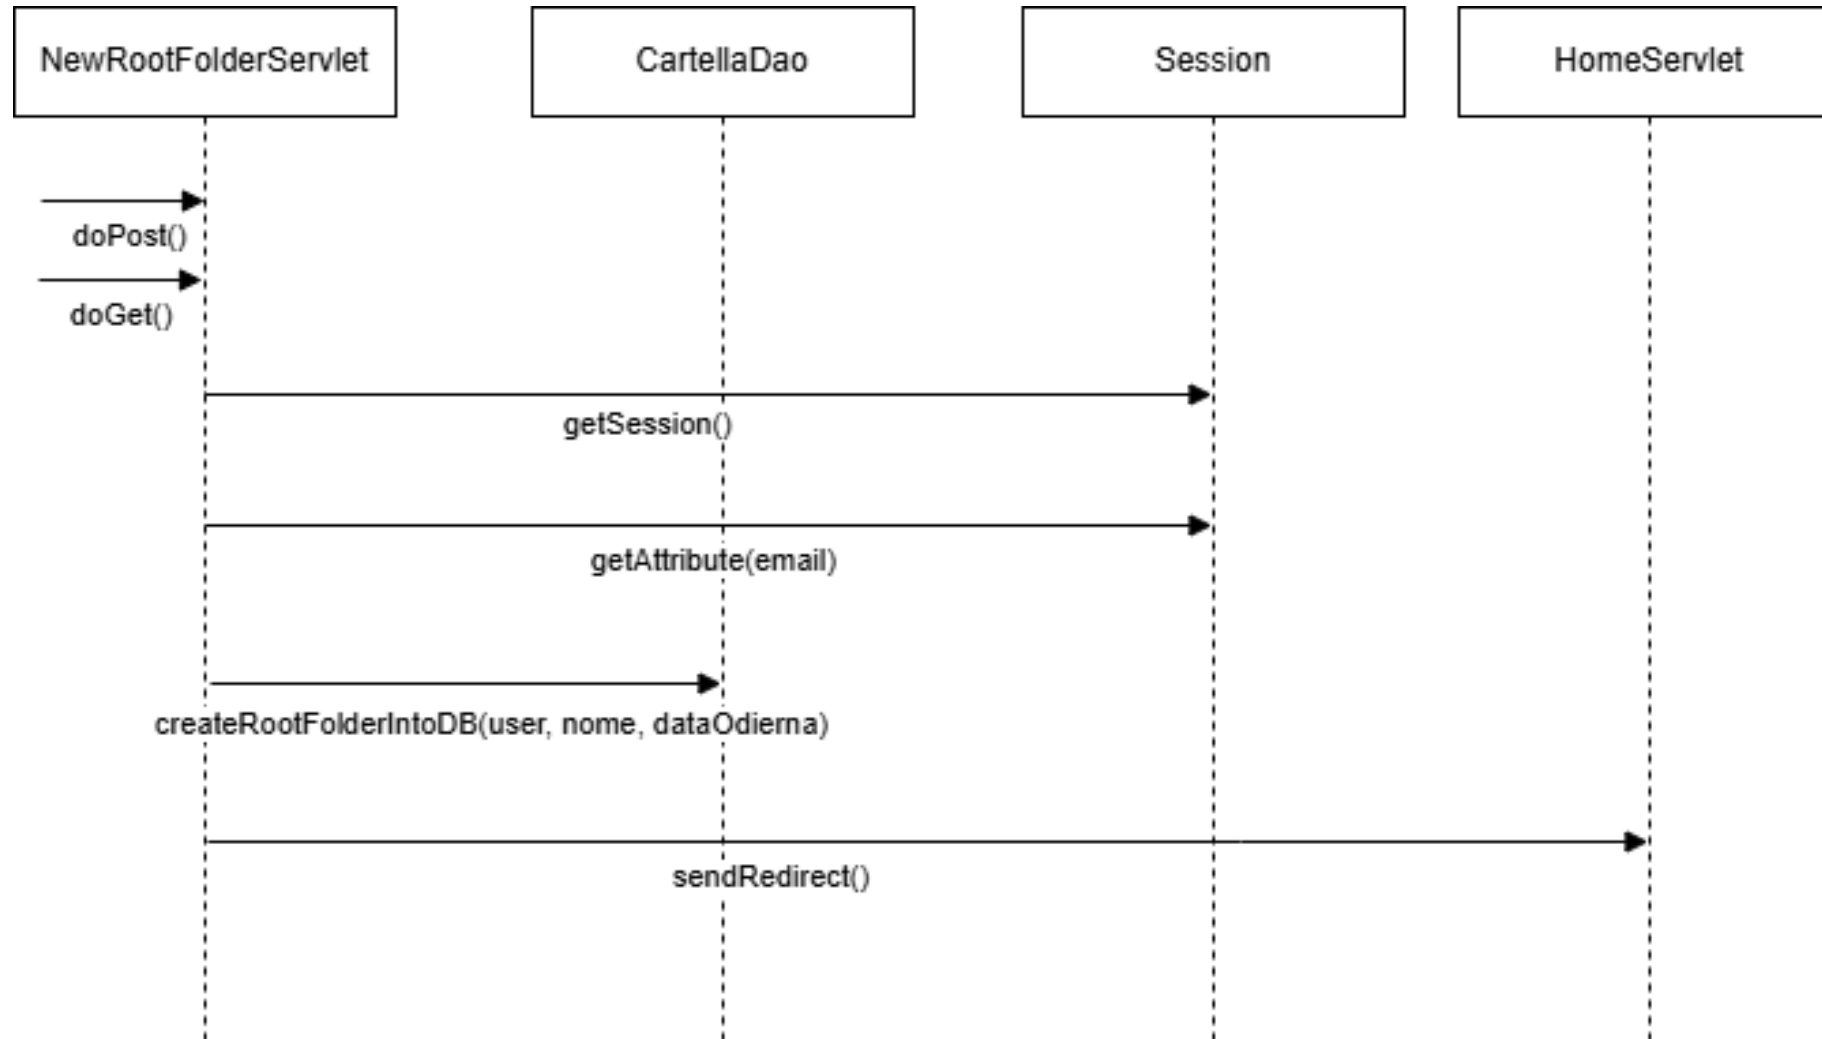 NewRootFolderServlet
CartellaDao
Session
HomeServlet
doPost()
doGet()
getSession()
getAttribute(email)
createRootFolderIntoDB(user, nome, dataOdierna)
sendRedirect()